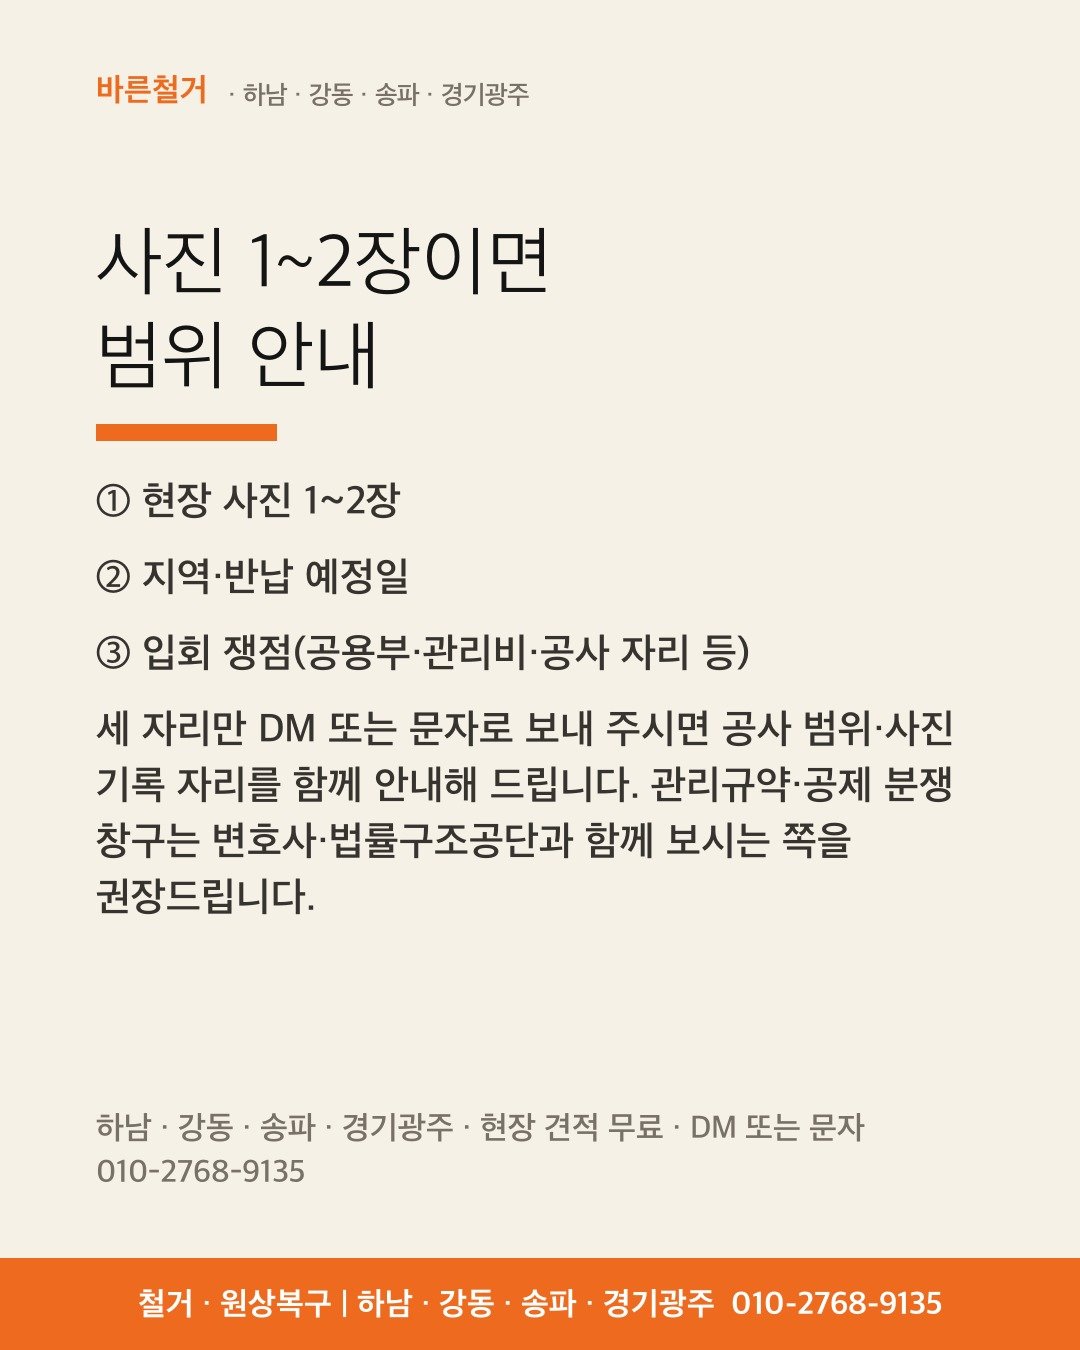 바른철거 · 하남 · 강동 · 송파 · 경기광주
사진 1~2장이면
범위 안내
① 현장 사진 1~2장
② 지역·반납 예정일
③ 입회 쟁점(공용부·관리비·공사 자리 등)
세 자리만 DM 또는 문자로 보내 주시면 공사 범위·사진
기록 자리를 함께 안내해 드립니다. 관리규약·공제 분쟁
창구는 변호사·법률구조공단과 함께 보시는 쪽을
권장드립니다.
하남 · 강동 · 송파 · 경기광주 · 현장 견적 무료 · DM 또는 문자
010-2768-9135
철거 · 원상복구 | 하남 · 강동 · 송파 · 경기광주 010-2768-9135